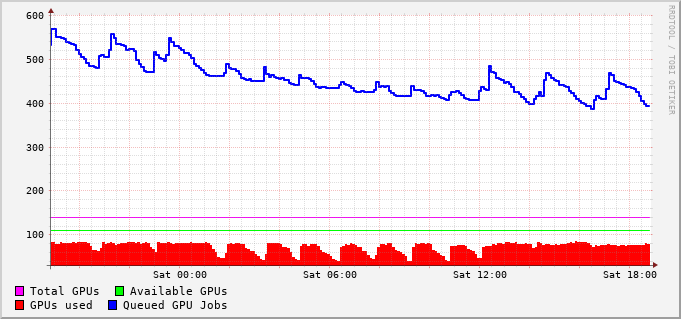 600
500
400
300
200
100
Sat 00:00 Sat 06:00 Sat 12:00 Sat 18:00
Total GPUs Available GPUs
GPUs used Queued GPU Jobs
RRDTOOL / TOBI OETIKER